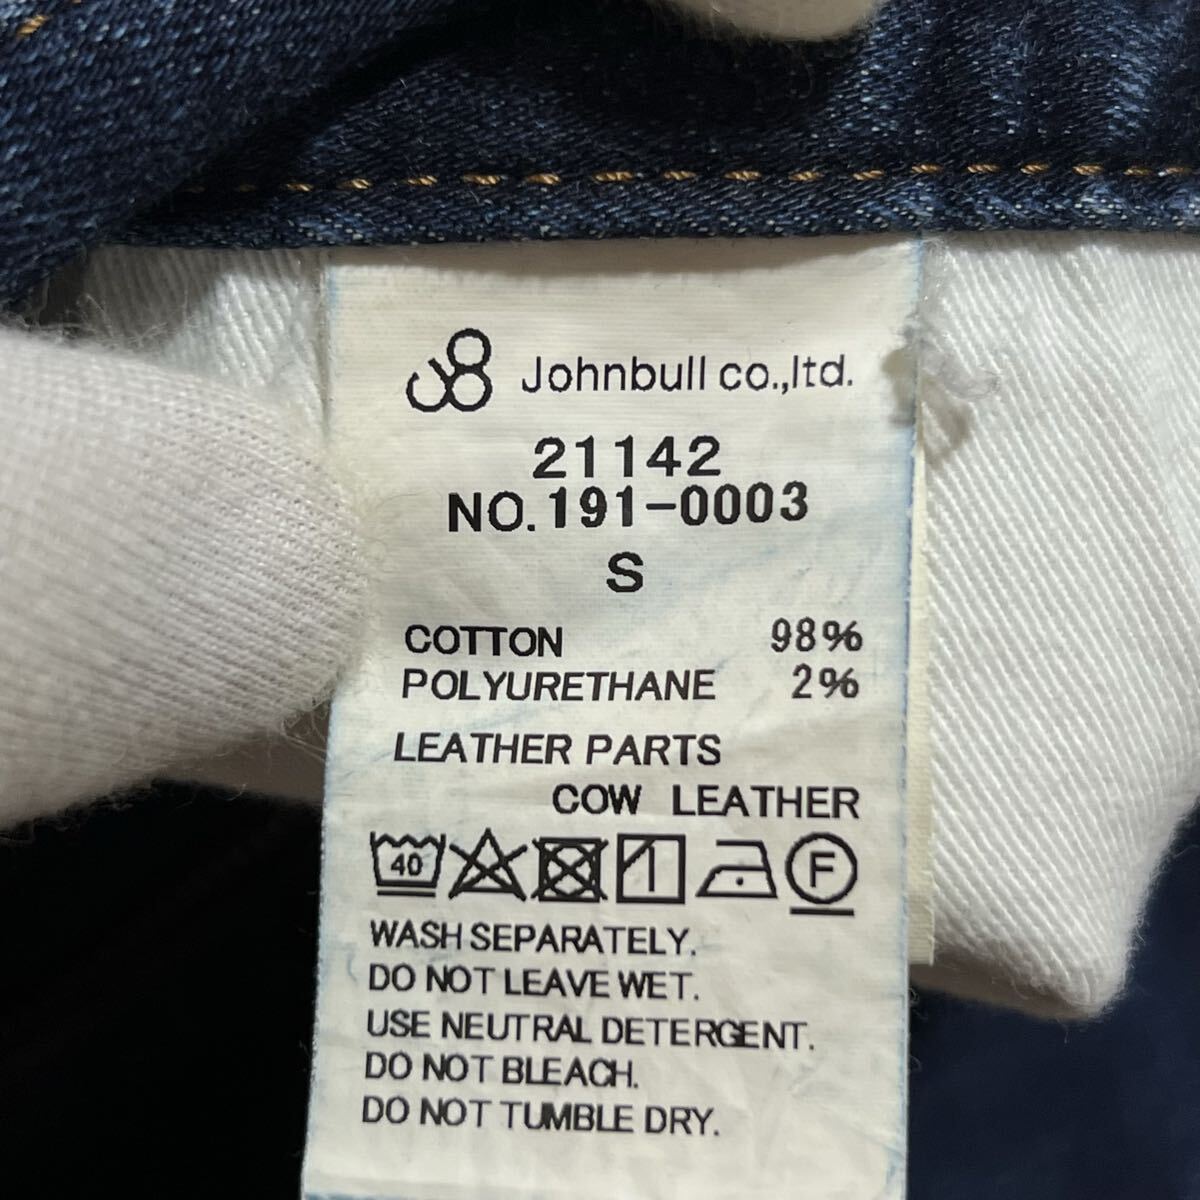 Johnbull co.,ltd.
21142
NO.191-0003
S
COTTON 98%
POLYURETHANE 2%
LEATHER PARTS
COW LEATHER
40 F
WASH SEPARATELY.
DO NOT LEAVE WET.
USE NEUTRAL DETERGENT.
DO NOT BLEACH.
DO NOT TUMBLE DRY.